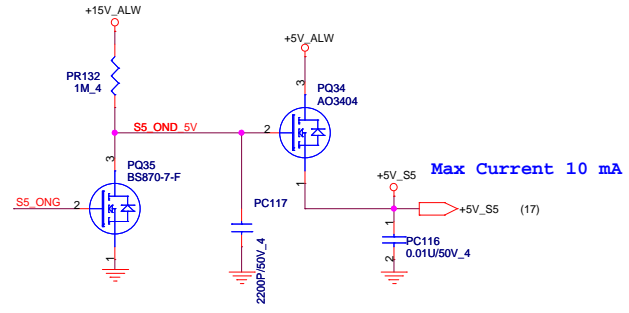 +15V_ALW
+5V_ALW
PR132
1M_4
3
PQ34
AO3404
S5_OND_5V
2
3
PQ35
BS870-7-F
1
+5V_S5
Max Current 10 mA
S5_ONG
2
PC117
+5V_S5
(17)
1
PC116
0.01U/50V_4
2
1
2200P/50V_4